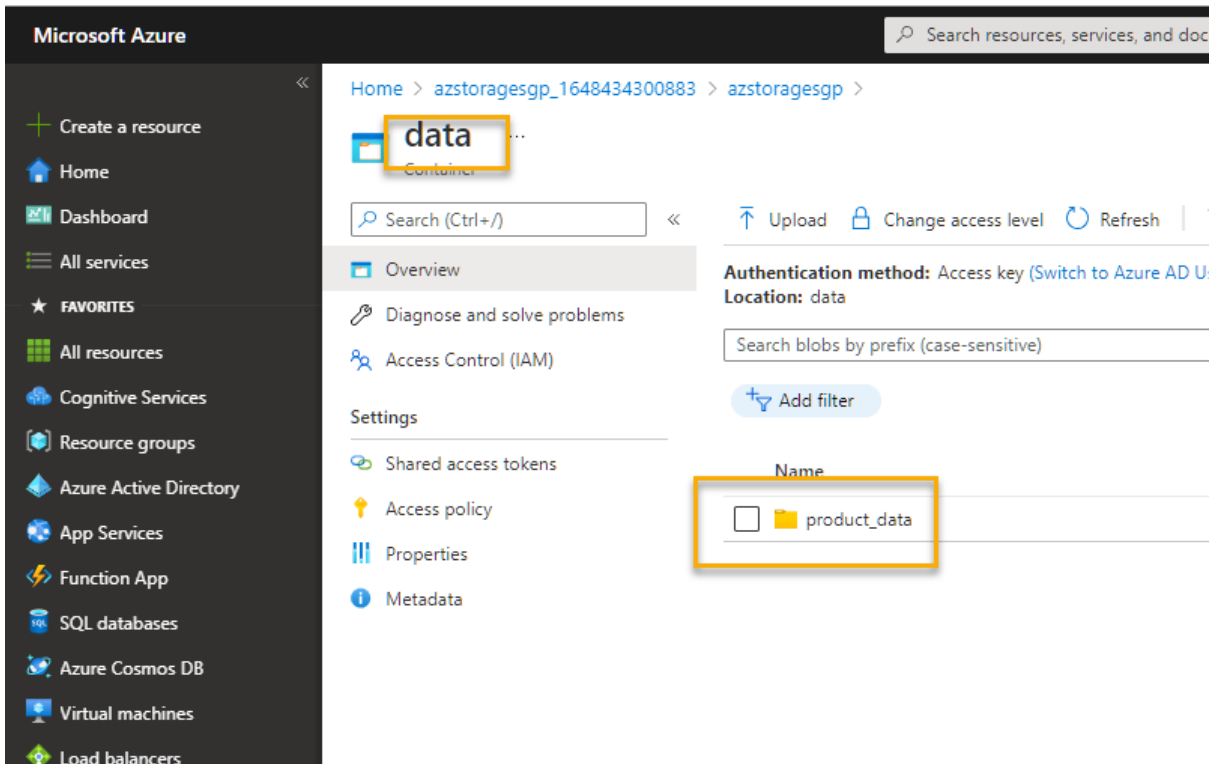 Microsoft Azure
Search resources, services, and doc
Create a resource
Home
Dashboard
All services
FAVORITES
All resources
Cognitive Services
Resource groups
Azure Active Directory
App Services
Function App
SQL databases
Azure Cosmos DB
Virtual machines
Load balancers
Home > azstoragesgp_1648434300883 > azstoragesgp >
data ...
Container
Search (Ctrl+/)
Overview
Diagnose and solve problems
Access Control (IAM)
Settings
Shared access tokens
Access policy
Properties
Metadata
Upload Change access level Refresh
Authentication method: Access key (Switch to Azure AD Us
Location: data
Search blobs by prefix (case-sensitive)
Add filter
Name
product_data